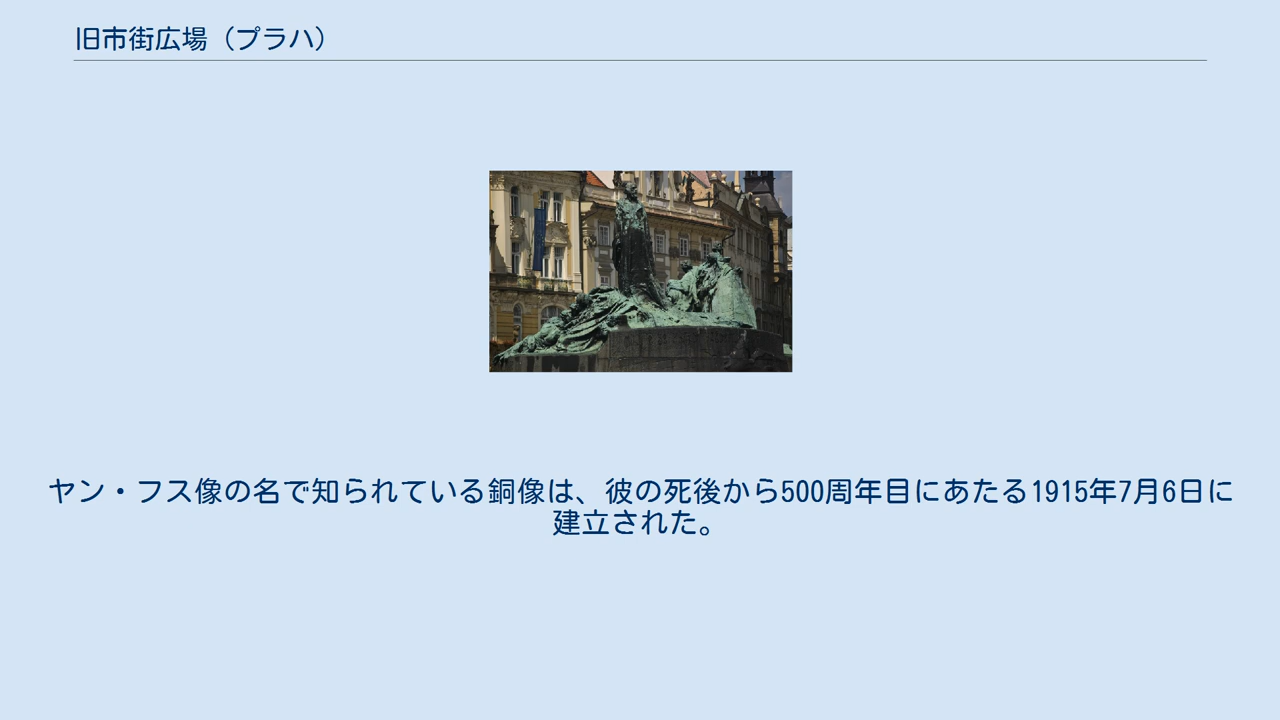 旧市街広場（プラハ）
ヤン・フス像の名で知られている銅像は、彼の死後から500周年目にあたる1915年7月6日に
建立された。